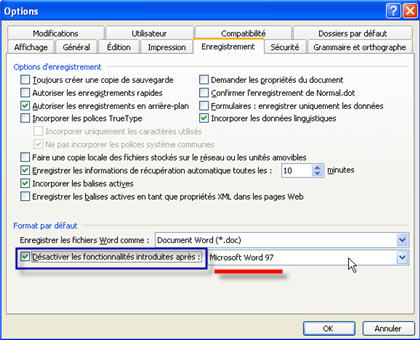 Options
Modifications Utilisateur Compatibilité Dossiers par défaut
Affichage Général Édition Impression Enregistrement Sécurité Grammaire et orthographe
Options d'enregistrement
Toujours créer une copie de sauvegarde Demander les propriétés du document
Autoriser les enregistrements rapides Confirmer l'enregistrement de Normal.dot
Autoriser les enregistrements en arrière-plan Formulaires : enregistrer uniquement les données
Incorporer les polices TrueType Incorporer les données linguistiques
Incorporer uniquement les caractères utilisés
Ne pas incorporer les polices système communes
Faire une copie locale des fichiers stockés sur le réseau ou les unités amovibles
Enregistrer les informations de récupération automatique toutes les : 10 minutes
Incorporer les balises actives
Enregistrer les balises actives en tant que propriétés XML dans les pages Web
Format par défaut
Enregistrer les fichiers Word comme : Document Word (*.doc)
Désactiver les fonctionnalités introduites après : Microsoft Word 97
OK Annuler